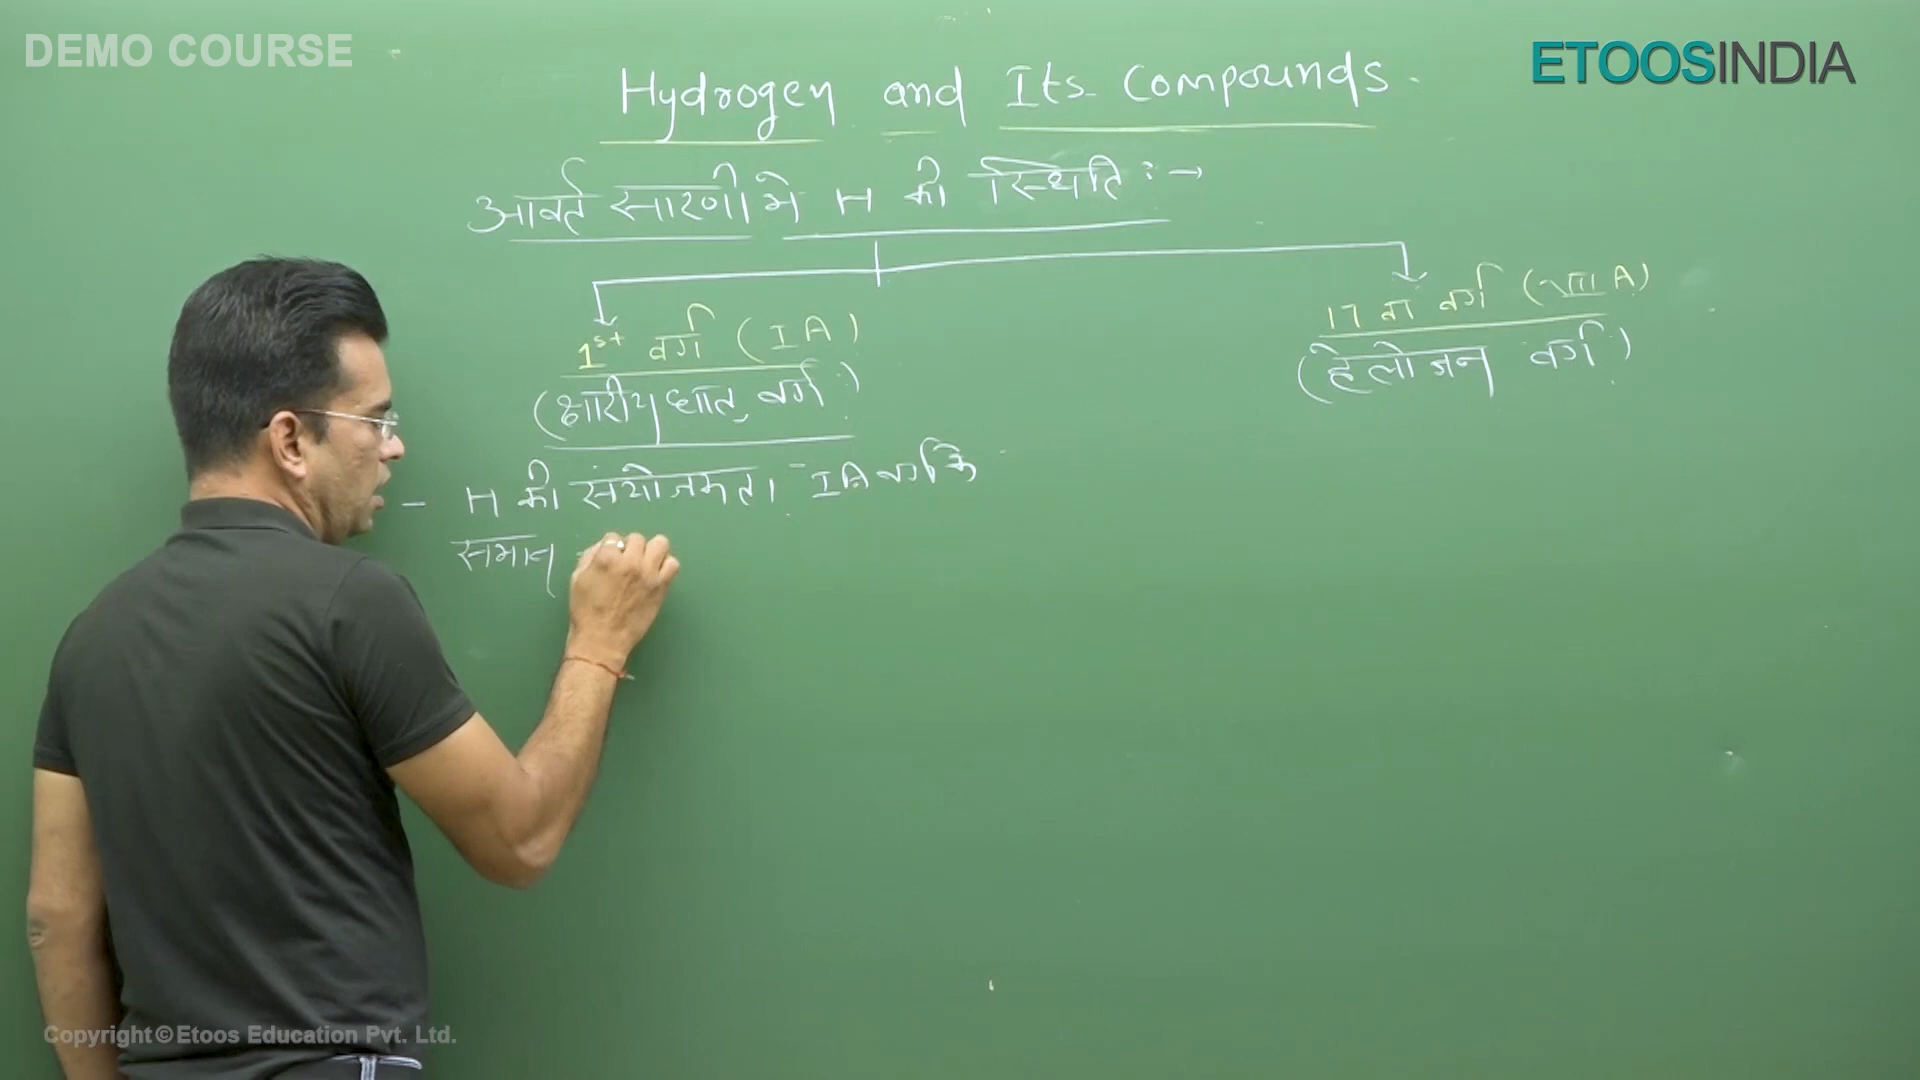 DEMO COURSE
ETOOSINDIA
Hydrogen and Its Compounds.
आवर्त सारणी में H की स्थिति :→
1st वर्ग (IA)
(क्षारीय धातु वर्ग)
17 वा वर्ग (VIIA)
(हेलोजन वर्ग)
- H की संयोजकता IA वर्ग के
समान
Copyright © Etoos Education Pvt. Ltd.